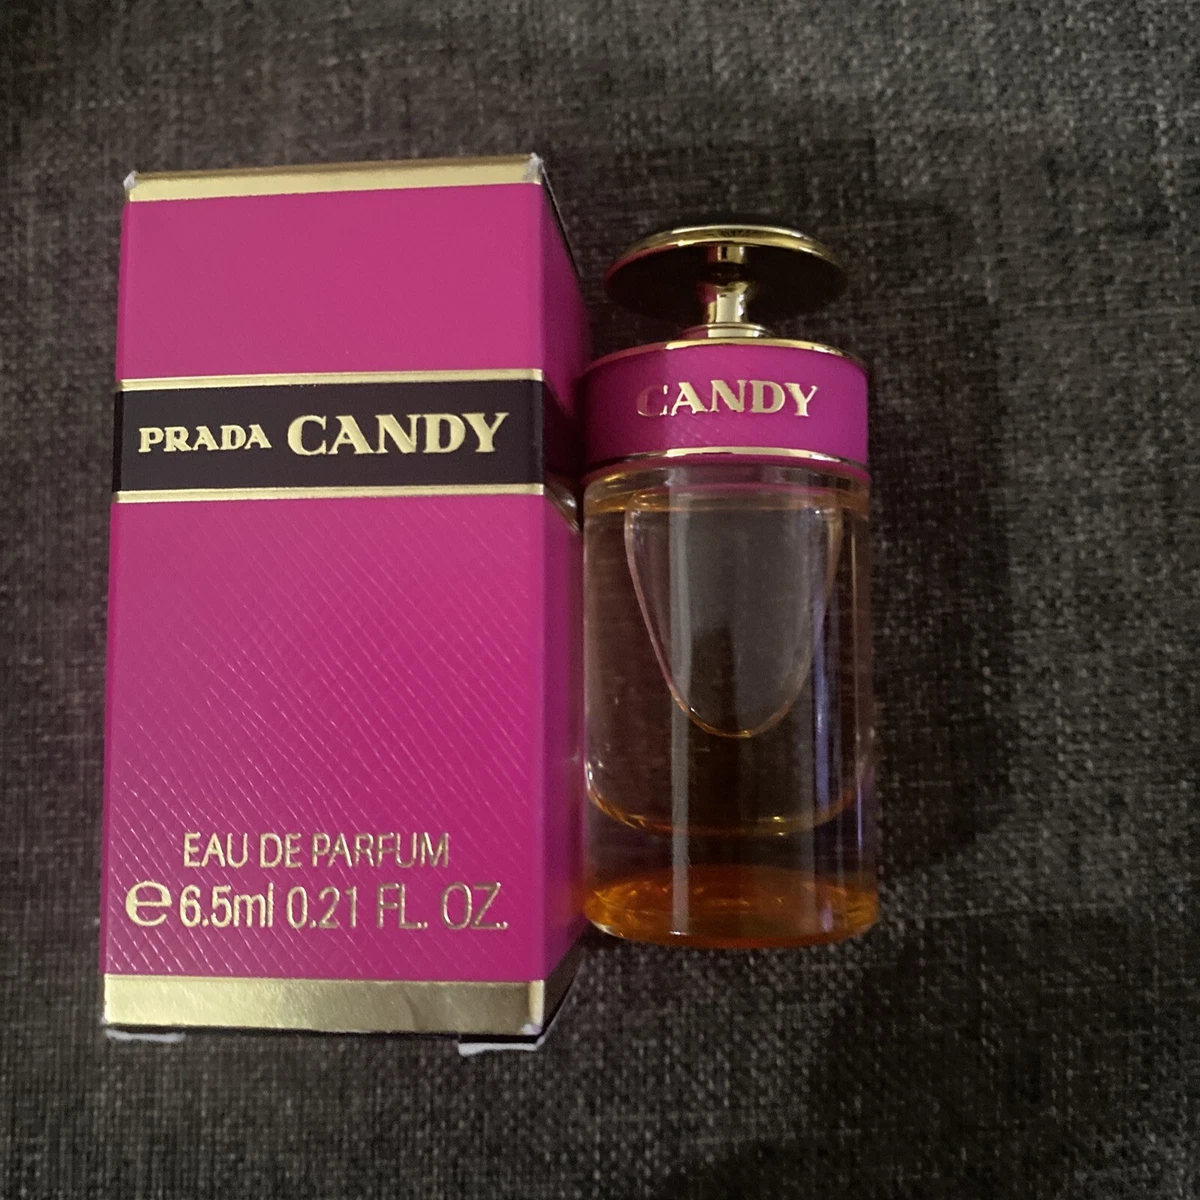 PRADA CANDY
EAU DE PARFUM
e 6.5ml 0.21 FL. OZ.
CANDY